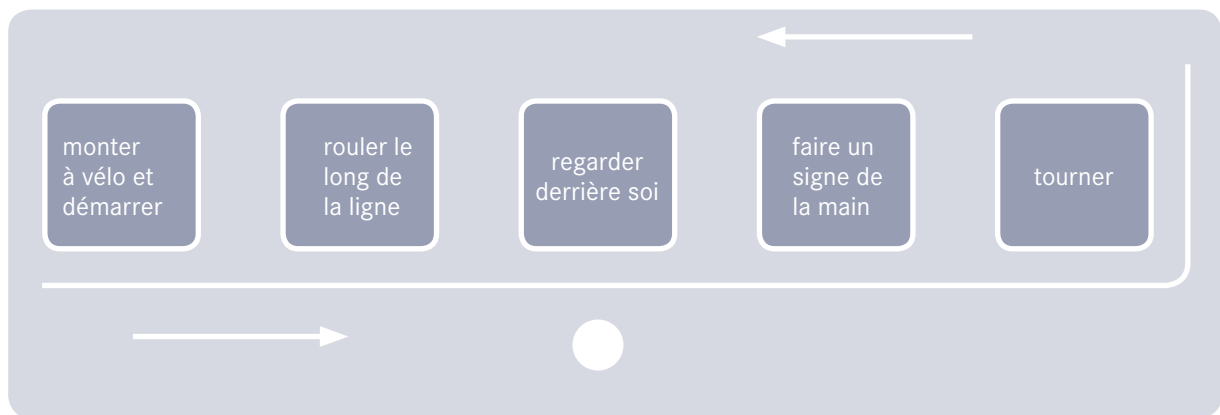 monter
à vélo et
démarrer
rouler le
long de
la ligne
regarder
derrière soi
faire un
signe de
la main
tourner